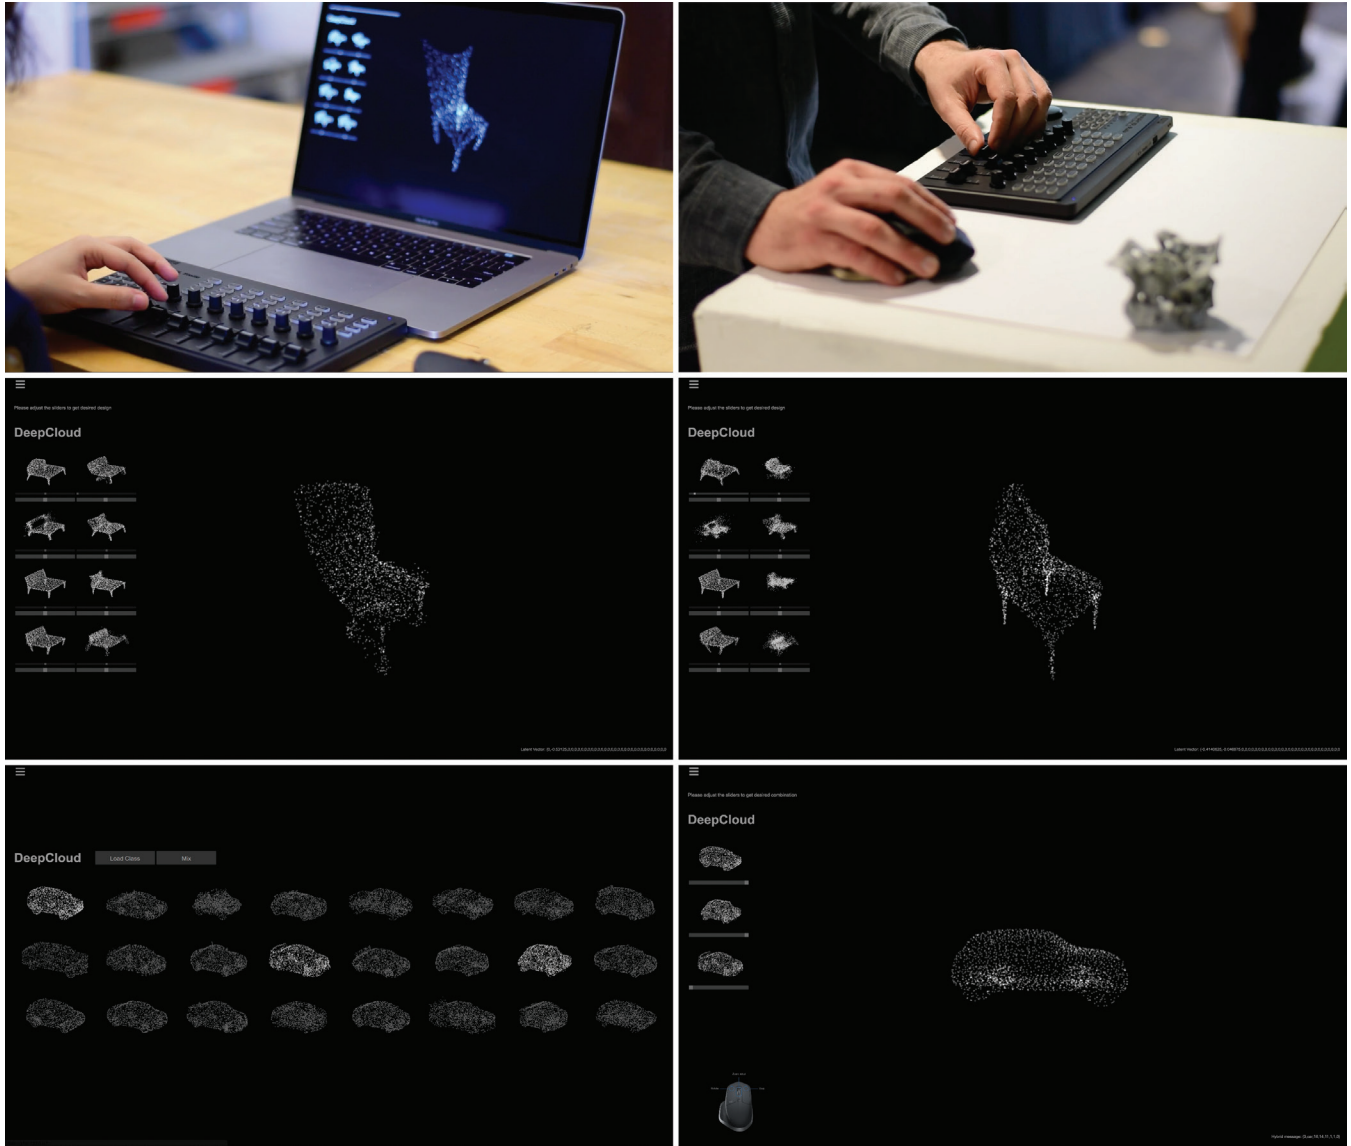 DeepCloud
Please adjust the sliders to get desired design
DeepCloud
Please adjust the sliders to get desired design
DeepCloud
DeepCloud
Load Class
Mix
Please adjust the sliders to get desired combination
DeepCloud